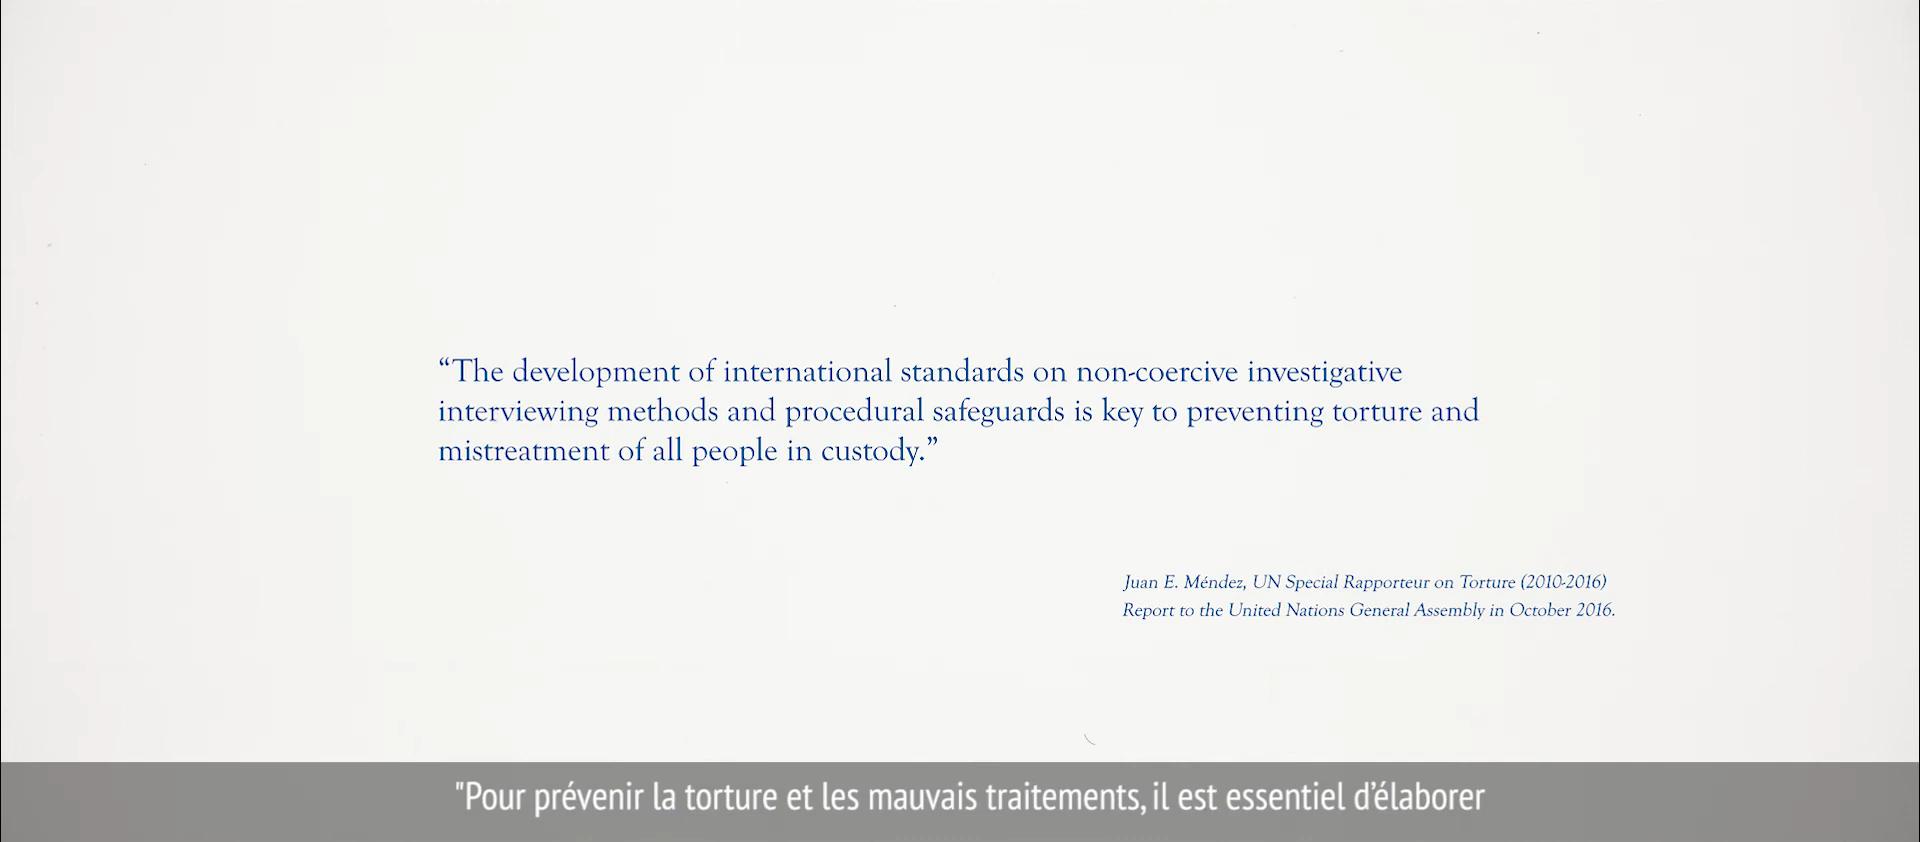 “The development of international standards on non-coercive investigative
interviewing methods and procedural safeguards is key to preventing torture and
mistreatment of all people in custody.”
Juan E. Méndez, UN Special Rapporteur on Torture (2010-2016)
Report to the United Nations General Assembly in October 2016.
"Pour prévenir la torture et les mauvais traitements, il est essentiel d’élaborer